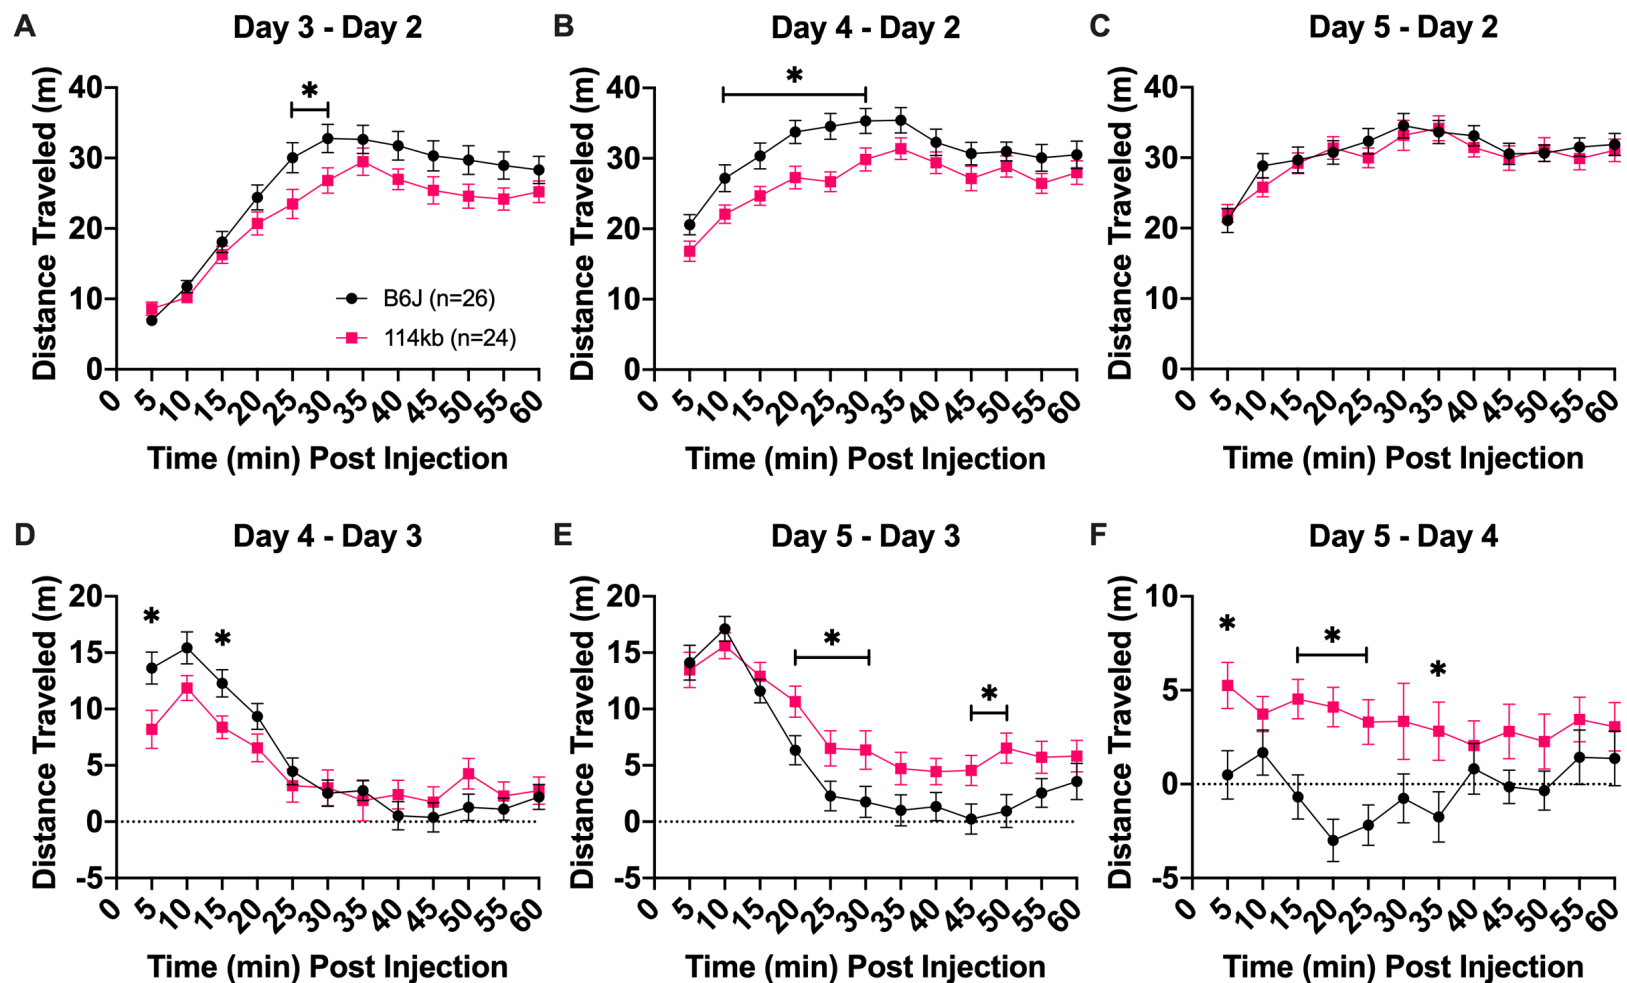 A
Day 3 - Day 2
Distance Traveled (m)
40
30
20
10
0
*
B6J (n=26)
114kb (n=24)
0 5 10 15 20 25 30 35 40 45 50 55 60
Time (min) Post Injection
B
Day 4 - Day 2
Distance Traveled (m)
40
30
20
10
0
*
0 5 10 15 20 25 30 35 40 45 50 55 60
Time (min) Post Injection
C
Day 5 - Day 2
Distance Traveled (m)
40
30
20
10
0
0 5 10 15 20 25 30 35 40 45 50 55 60
Time (min) Post Injection
D
Day 4 - Day 3
Distance Traveled (m)
20
15
10
5
0
-5
* *
0 5 10 15 20 25 30 35 40 45 50 55 60
Time (min) Post Injection
E
Day 5 - Day 3
Distance Traveled (m)
20
15
10
5
0
-5
* *
0 5 10 15 20 25 30 35 40 45 50 55 60
Time (min) Post Injection
F
Day 5 - Day 4
Distance Traveled (m)
10
5
0
-5
* * *
0 5 10 15 20 25 30 35 40 45 50 55 60
Time (min) Post Injection